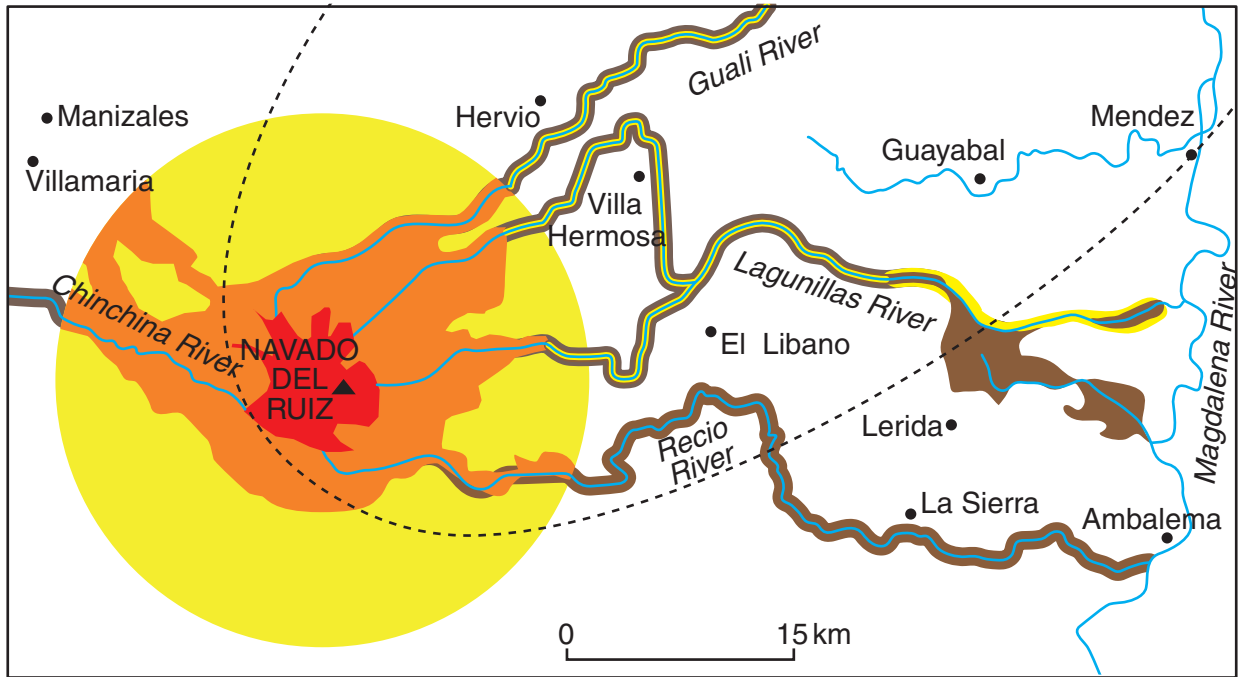 Guali River
Manizales
Hervio
Mendez
Villamaria
Guayabal
Villa
Hermosa
Chinchina River
Lagunillas River
Magdalena River
NAVADO
DEL
RUIZ
El Libano
Recio
River
Lerida
La Sierra
Ambalema
0 15 km